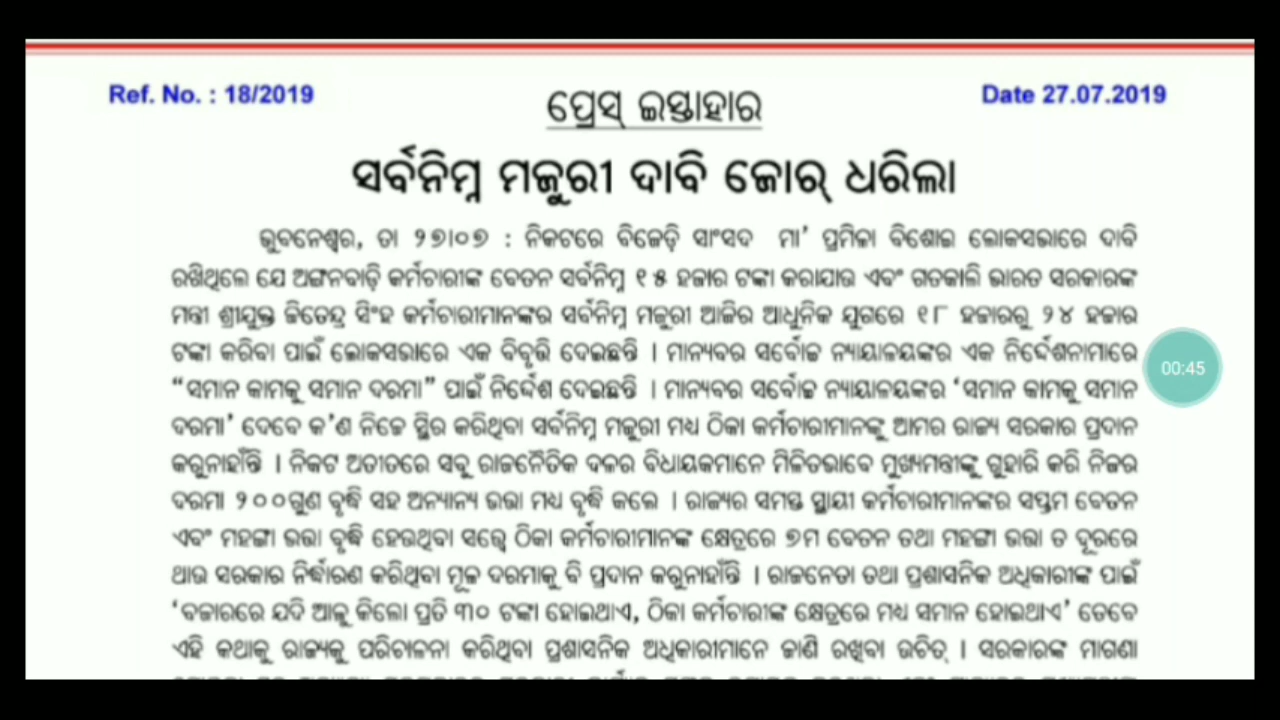 Ref. No. : 18/2019
Date 27.07.2019
ପ୍ରେସ୍ ଇସ୍ତାହାର
ସର୍ବନିମ୍ନ ମଜୁରୀ ଦାବି ଜୋର୍ ଧରିଲା
ଭୁବନେଶ୍ୱର, ତା ୨୭।୦୭ : ନିକଟରେ ବିଜେଡ଼ି ସାଂସଦ ମା’ ପ୍ରମିଳା ବିଶୋଇ ଲୋକସଭାରେ ଦାବି
ରଖିଥିଲେ ଯେ ଅଙ୍ଗନବାଡ଼ି କର୍ମଚାରୀଙ୍କ ବେତନ ସର୍ବନିମ୍ନ ୧୫ ହଜାର ଟଙ୍କା କରାଯାଉ ଏବଂ ଗତକାଲି ଭାରତ ସରକାରଙ୍କ
ମନ୍ତ୍ରୀ ଶ୍ରୀଯୁକ୍ତ ଜିତେନ୍ଦ୍ର ସିଂହ କର୍ମଚାରୀମାନଙ୍କର ସର୍ବନିମ୍ନ ମଜୁରୀ ଆଜିର ଆଧୁନିକ ଯୁଗରେ ୧୮ ହଜାରରୁ ୨୪ ହଜାର
ଟଙ୍କା କରିବା ପାଇଁ ଲୋକସଭାରେ ଏକ ବିବୃତ୍ତି ଦେଇଛନ୍ତି । ମାନ୍ୟବର ସର୍ବୋଚ୍ଚ ନ୍ୟାୟାଳୟଙ୍କର ଏକ ନିର୍ଦ୍ଦେଶନାମାରେ
“ସମାନ କାମକୁ ସମାନ ଦରମା” ପାଇଁ ନିର୍ଦ୍ଦେଶ ଦେଇଛନ୍ତି । ମାନ୍ୟବର ସର୍ବୋଚ୍ଚ ନ୍ୟାୟାଳୟଙ୍କର ‘ସମାନ କାମକୁ ସମାନ
ଦରମା’ ଦେବେ କ’ଣ ନିଜେ ସ୍ଥିର କରିଥିବା ସର୍ବନିମ୍ନ ମଜୁରୀ ମଧ୍ୟ ଠିକା କର୍ମଚାରୀମାନଙ୍କୁ ଆମର ରାଜ୍ୟ ସରକାର ପ୍ରଦାନ
କରୁନାହାଁନ୍ତି । ନିକଟ ଅତୀତରେ ସବୁ ରାଜନୈତିକ ଦଳର ବିଧାୟକମାନେ ମିଳିତଭାବେ ମୁଖ୍ୟମନ୍ତ୍ରୀଙ୍କୁ ଗୁହାରି କରି ନିଜର
ଦରମା ୨୦୦ଗୁଣ ବୃଦ୍ଧି ସହ ଅନ୍ୟାନ୍ୟ ଭତ୍ତା ମଧ୍ୟ ବୃଦ୍ଧି କଲେ । ରାଜ୍ୟର ସମସ୍ତ ସ୍ଥାୟୀ କର୍ମଚାରୀମାନଙ୍କର ସପ୍ତମ ବେତନ
ଏବଂ ମହଙ୍ଗା ଭତ୍ତା ବୃଦ୍ଧି ହେଉଥିବା ସତ୍ତ୍ୱେ ଠିକା କର୍ମଚାରୀମାନଙ୍କ କ୍ଷେତ୍ରରେ ୭ମ ବେତନ ତଥା ମହଙ୍ଗା ଭତ୍ତା ତ ଦୂରରେ
ଥାଉ ସରକାର ନିର୍ଦ୍ଧାରଣ କରିଥିବା ମୂଳ ଦରମାକୁ ବି ପ୍ରଦାନ କରୁନାହାଁନ୍ତି । ରାଜନେତା ତଥା ପ୍ରଶାସନିକ ଅଧିକାରୀଙ୍କ ପାଇଁ
‘ବଜାରରେ ଯଦି ଆଳୁ କିଲୋ ପ୍ରତି ୩୦ ଟଙ୍କା ହୋଇଥାଏ, ଠିକା କର୍ମଚାରୀଙ୍କ କ୍ଷେତ୍ରରେ ମଧ୍ୟ ସମାନ ହୋଇଥାଏ’ ତେବେ
ଏହି କଥାକୁ ରାଜ୍ୟକୁ ପରିଚାଳନା କରିଥିବା ପ୍ରଶାସନିକ ଅଧିକାରୀମାନେ ଜାଣି ରଖିବା ଉଚିତ୍ । ସରକାରଙ୍କ ମାଗଣା
00:45